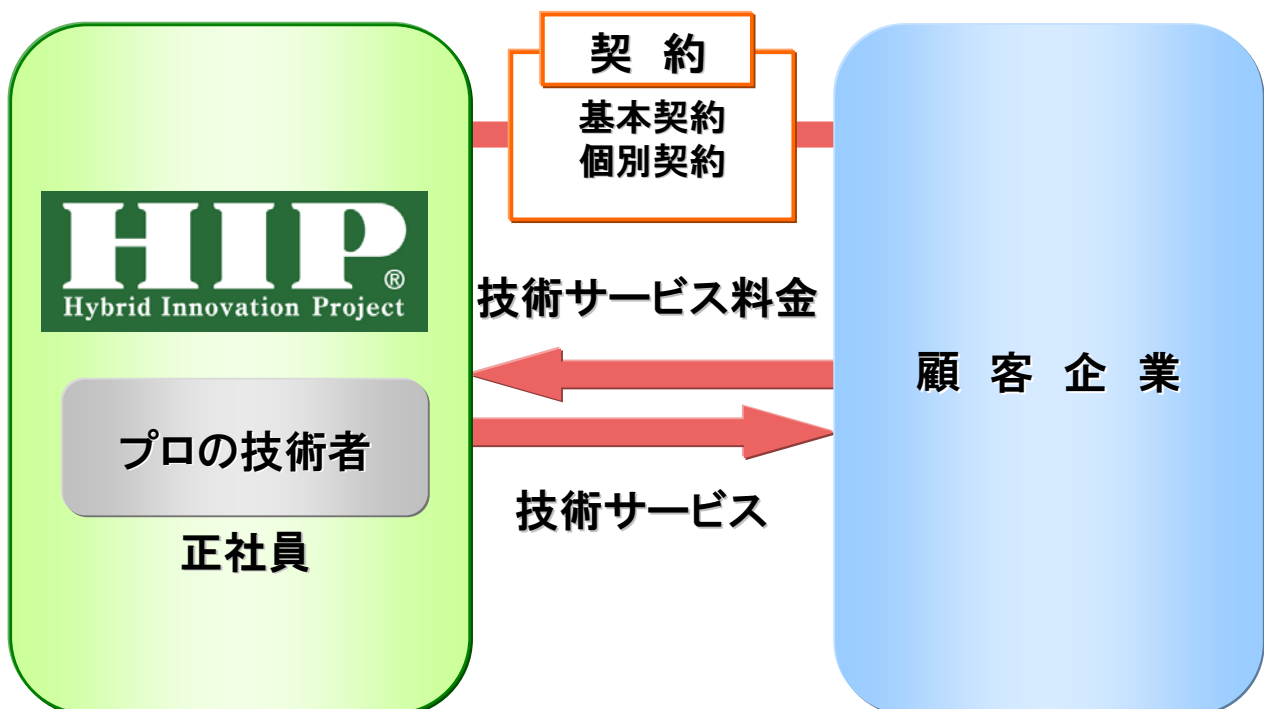 契 約
基本契約
個別契約
HIP®
Hybrid Innovation Project
技術サービス料金
顧 客 企 業
プロの技術者
技術サービス
正社員